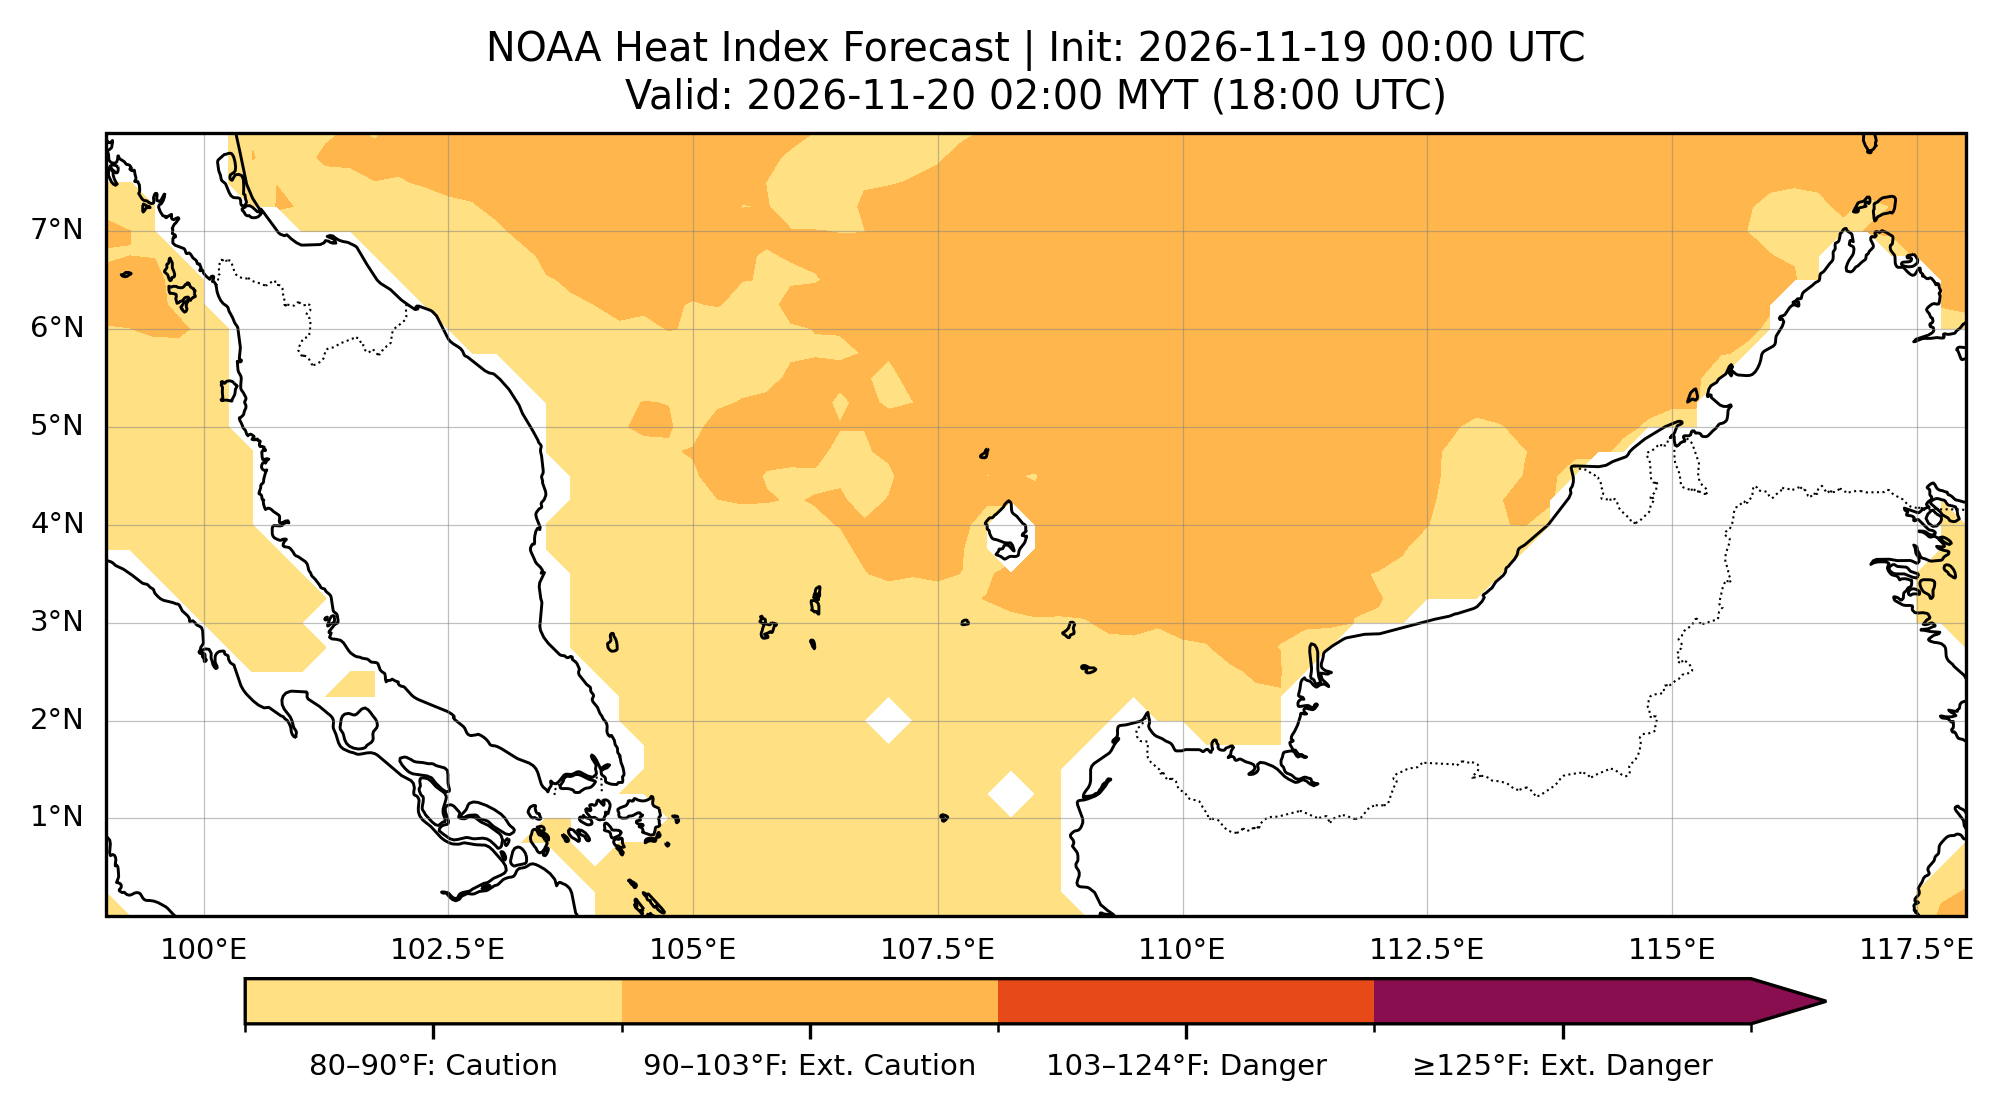 NOAA Heat Index Forecast | Init: 2026-11-19 00:00 UTC
Valid: 2026-11-20 02:00 MYT (18:00 UTC)
7°N
6°N
5°N
4°N
3°N
2°N
1°N
100°E 102.5°E 105°E 107.5°E 110°E 112.5°E 115°E 117.5°E
80–90°F: Caution 90–103°F: Ext. Caution 103–124°F: Danger ≥125°F: Ext. Danger